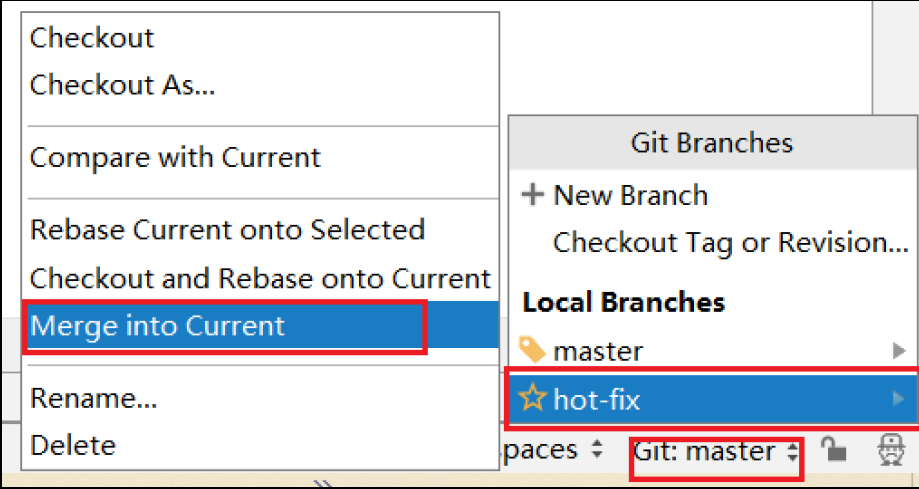 Checkout
Checkout As...
Compare with Current
Rebase Current onto Selected
Checkout and Rebase onto Current
Merge into Current
Rename...
Delete
Git Branches
New Branch
Checkout Tag or Revision...
Local Branches
master
hot-fix
spaces
Git: master